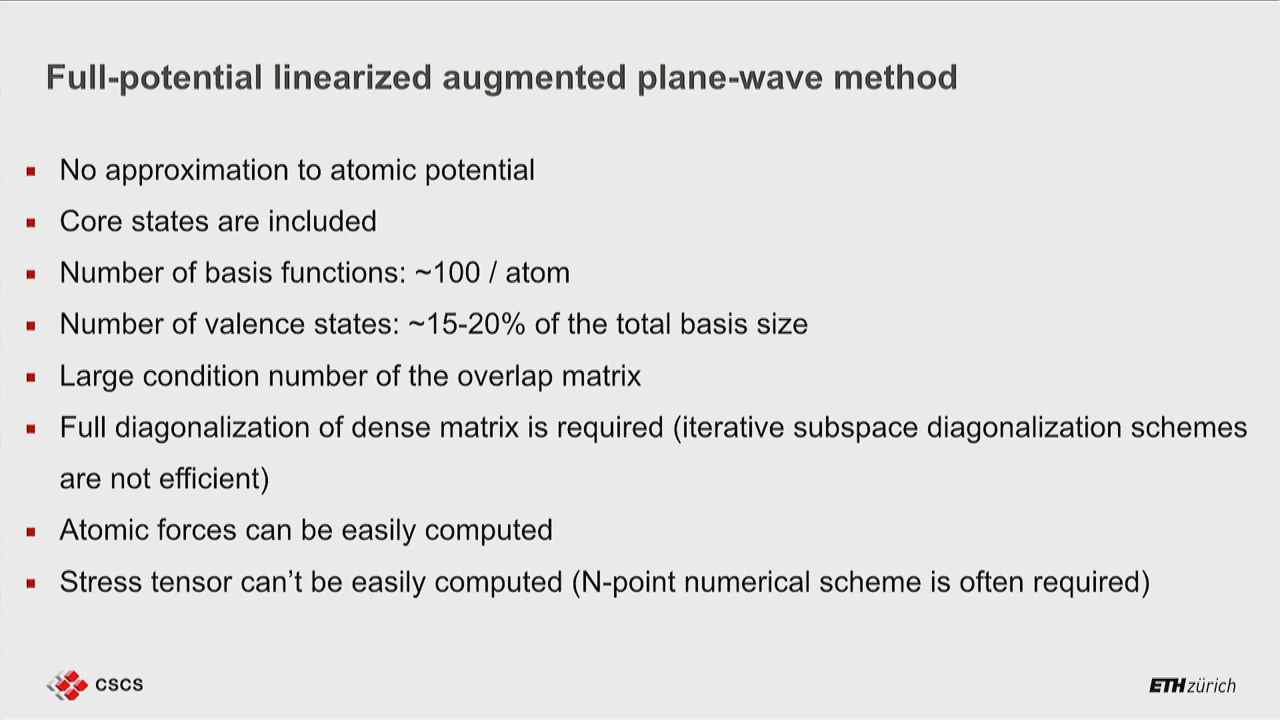 Full-potential linearized augmented plane-wave method
No approximation to atomic potential
Core states are included
Number of basis functions: ~100 / atom
Number of valence states: ~15-20% of the total basis size
Large condition number of the overlap matrix
Full diagonalization of dense matrix is required (iterative subspace diagonalization schemes
are not efficient)
Atomic forces can be easily computed
Stress tensor can’t be easily computed (N-point numerical scheme is often required)
CSCS
ETH zürich